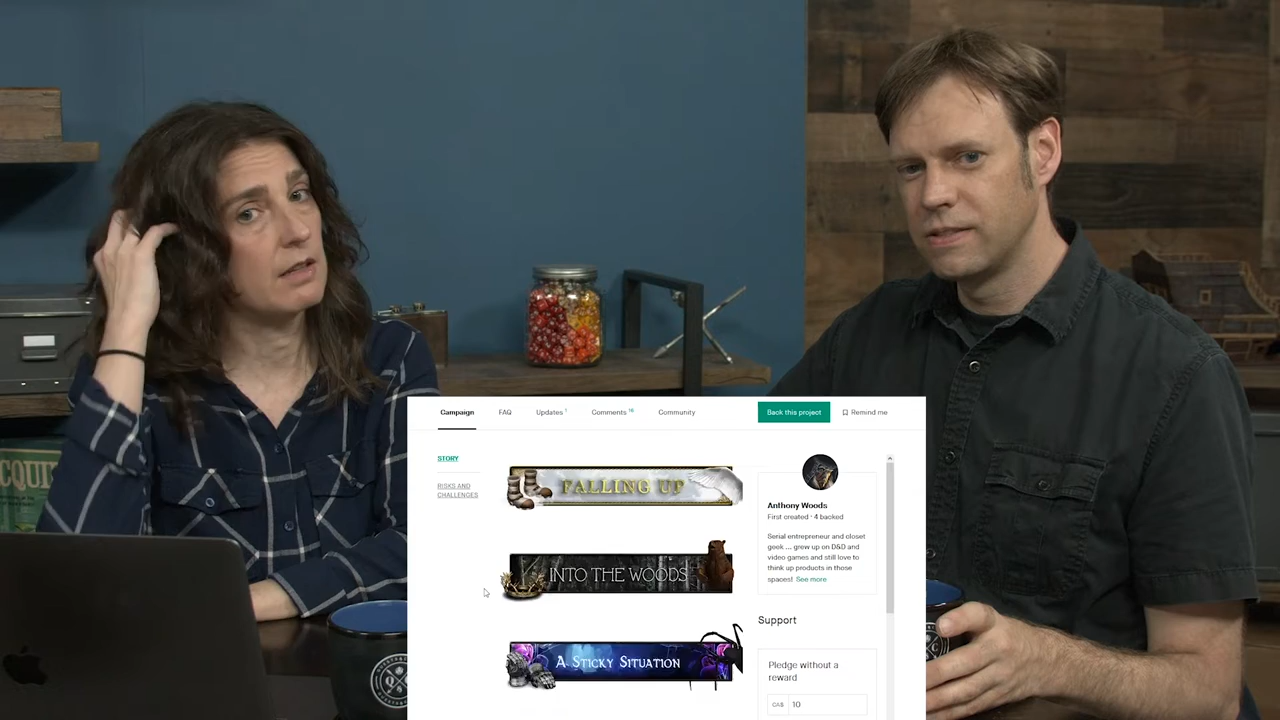 Campaign
FAQ
Updates 1
Comments 16
Community
Back this project
Remind me
STORY
RISKS AND
CHALLENGES
FALLING UP
INTO THE WOODS
A STICKY SITUATION
Anthony Woods
First created · 4 backed
Serial entrepreneur and closet
geek ... grew up on D&D and
video games and still love to
think up products in those
spaces! See more
Support
Pledge without a
reward
CA$ 10
ACQUI